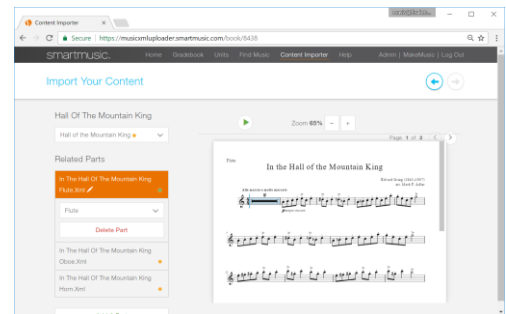 Content Importer
Secure | https://musicxmluploader.smartmusic.com/book/8438
smartmusic.
Home Gradebook Units Find Music Content Importer Help Admin | MakeMusic | Log Out
Import Your Content
Hall Of The Mountain King
Hall of the Mountain King
Zoom 65% - +
Page 1 of
Related Parts
In The Hall Of The Mountain King
Flute.Xml
Flute
Delete Part
In The Hall Of The Mountain King
Oboe.Xml
In The Hall Of The Mountain King
Horn.Xml
Flute
In the Hall of the Mountain King